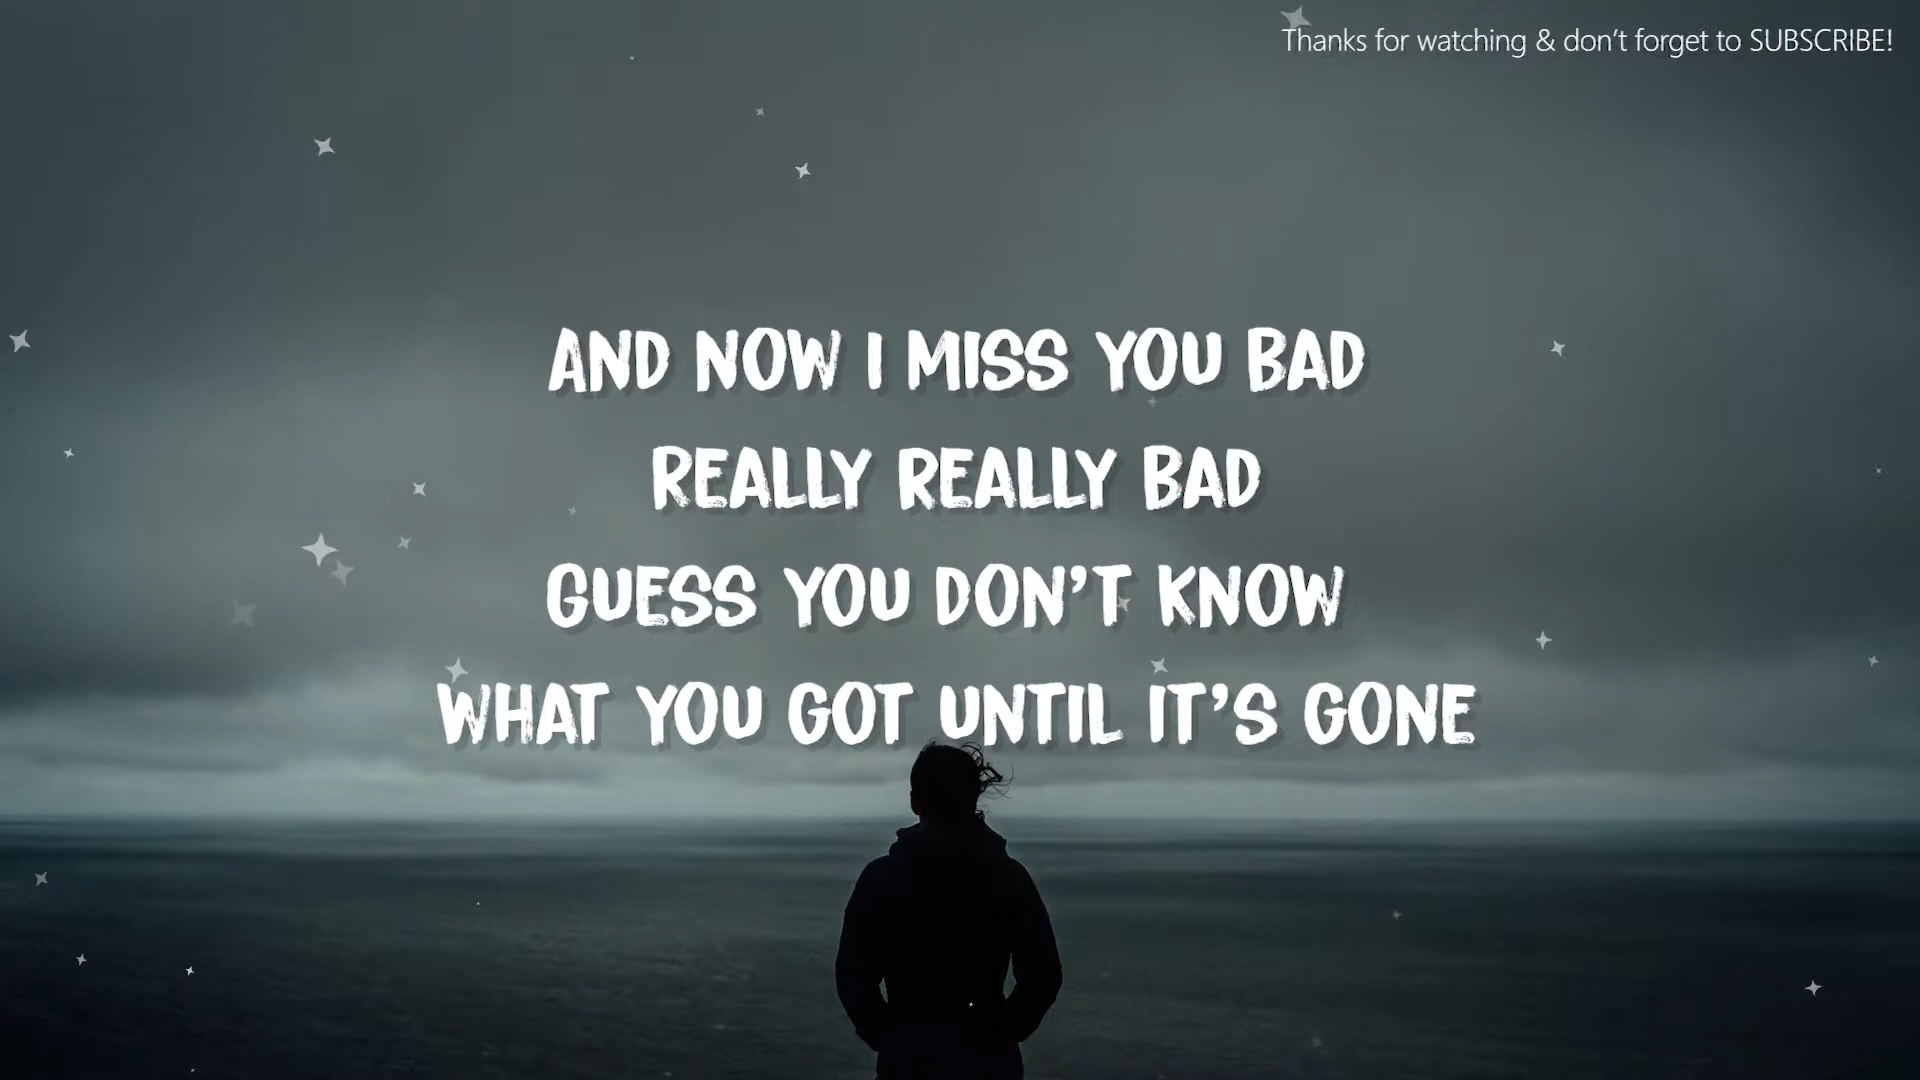 Thanks for watching & don't forget to SUBSCRIBE!
AND NOW I MISS YOU BAD
REALLY REALLY BAD
GUESS YOU DON'T KNOW
WHAT YOU GOT UNTIL IT'S GONE